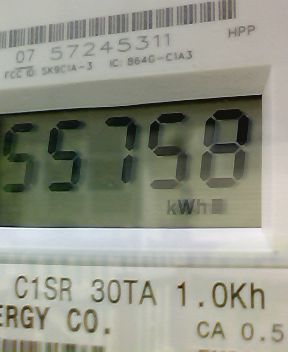 07 57245311
HPP
FCC ID: SK9C1A-3 IC: 864G-C1A3
55758
kWh
C1SR 30TA 1.0Kh
ERGY CO.
CA 0.5